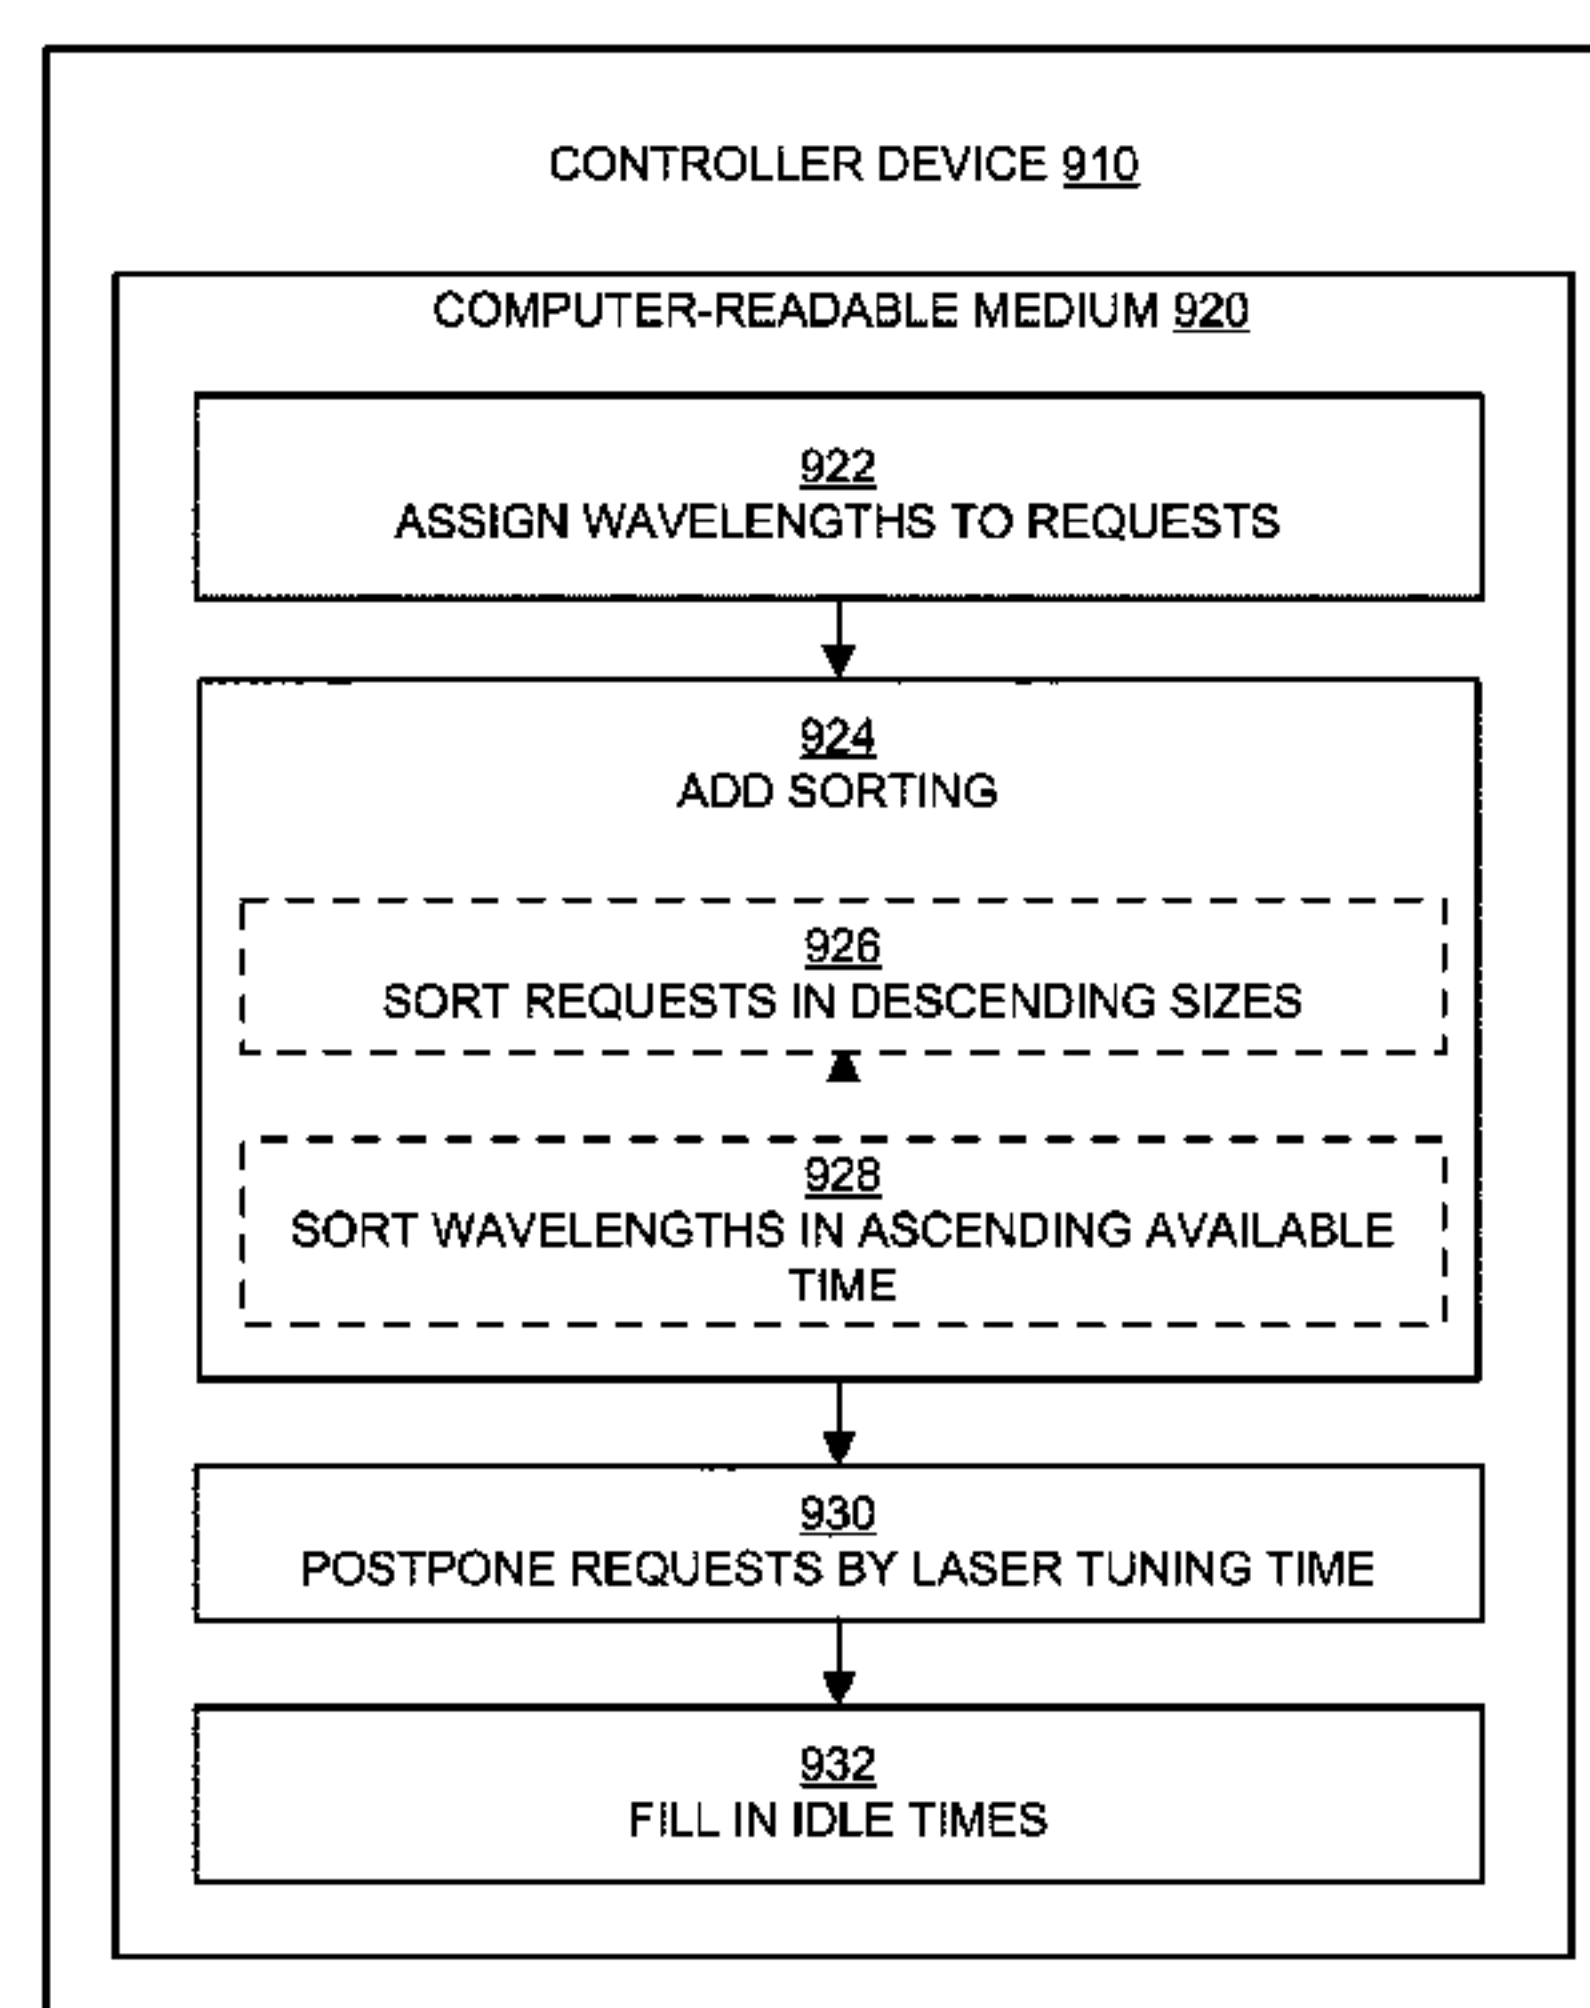 CONTROLLER DEVICE 910
COMPUTER-READABLE MEDIUM 920
922
ASSIGN WAVELENGTHS TO REQUESTS
924
ADD SORTING
926
SORT REQUESTS IN DESCENDING SIZES
928
SORT WAVELENGTHS IN ASCENDING AVAILABLE
TIME
930
POSTPONE REQUESTS BY LASER TUNING TIME
932
FILL IN IDLE TIMES